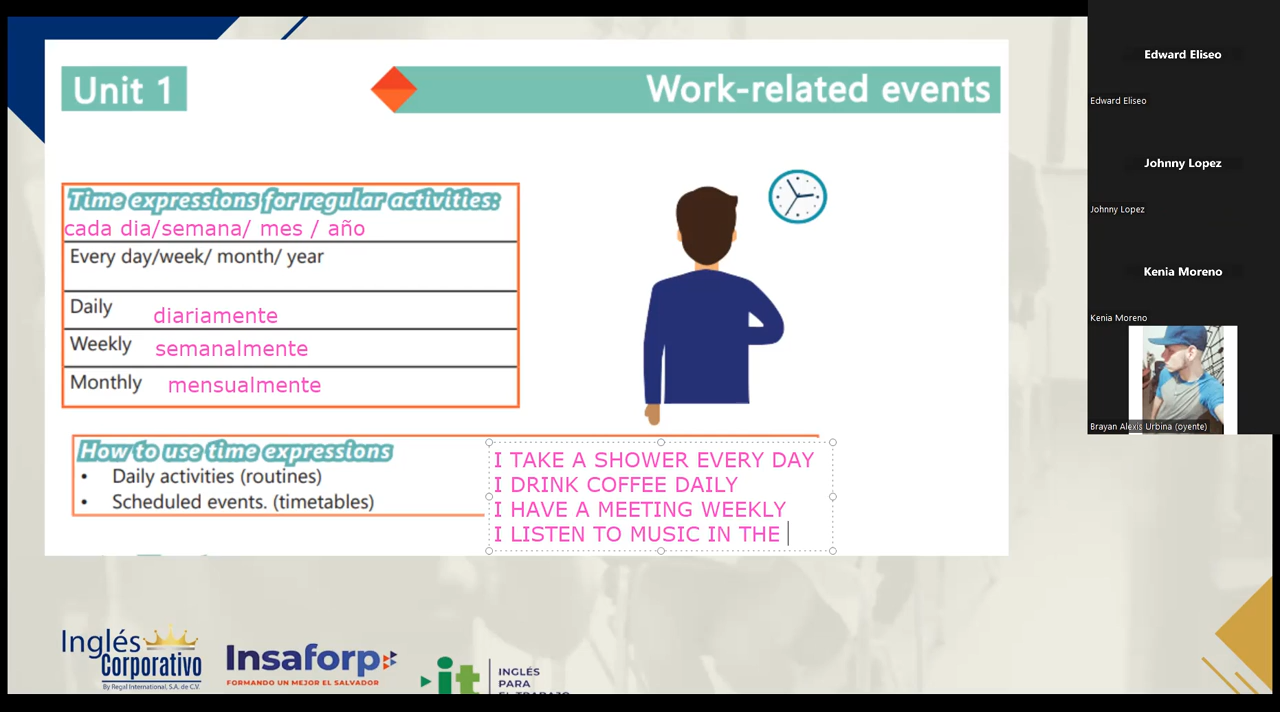 Unit 1
Work-related events
Time expressions for regular activities:
cada dia/semana/ mes / año
Every day/week/ month/ year
Daily diariamente
Weekly semanalmente
Monthly mensualmente
How to use time expressions
• Daily activities (routines)
• Scheduled events. (timetables)
I TAKE A SHOWER EVERY DAY
I DRINK COFFEE DAILY
I HAVE A MEETING WEEKLY
I LISTEN TO MUSIC IN THE
Edward Eliseo
Edward Eliseo
Johnny Lopez
Johnny Lopez
Kenia Moreno
Kenia Moreno
Brayan Alexis Urbina (oyente)
Inglés
Corporativo
By Regal International, S.A. de C.V.
Insaforp
FORMANDO UN MEJOR EL SALVADOR
it
INGLÉS
PARA
EL TRABAJO